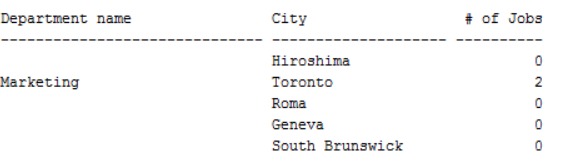 Department name City # of Jobs
------------------------------ -------------------- ----------
Hiroshima 0
Marketing Toronto 2
Roma 0
Geneva 0
South Brunswick 0